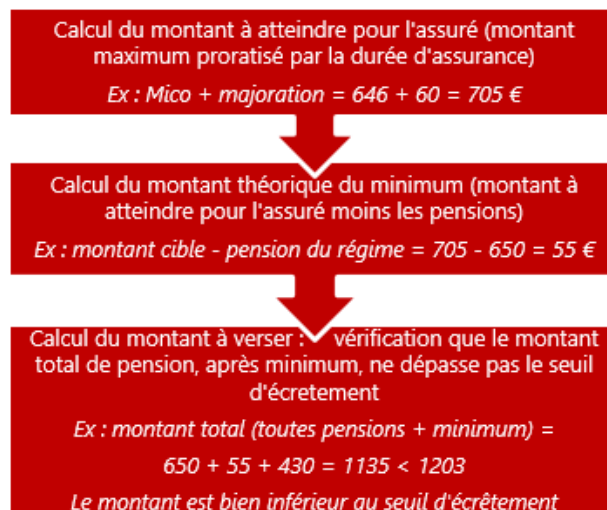 Calcul du montant à atteindre pour l'assuré (montant
maximum proratisé par la durée d'assurance)
Ex : Mico + majoration = 646 + 60 = 705 €
Calcul du montant théorique du minimum (montant à
atteindre pour l'assuré moins les pensions)
Ex : montant cible - pension du régime = 705 - 650 = 55 €
Calcul du montant à verser : vérification que le montant
total de pension, après minimum, ne dépasse pas le seuil
d'écretement
Ex : montant total (toutes pensions + minimum) =
650 + 55 + 430 = 1135 < 1203
Le montant est bien inférieur au seuil d'écrêtement